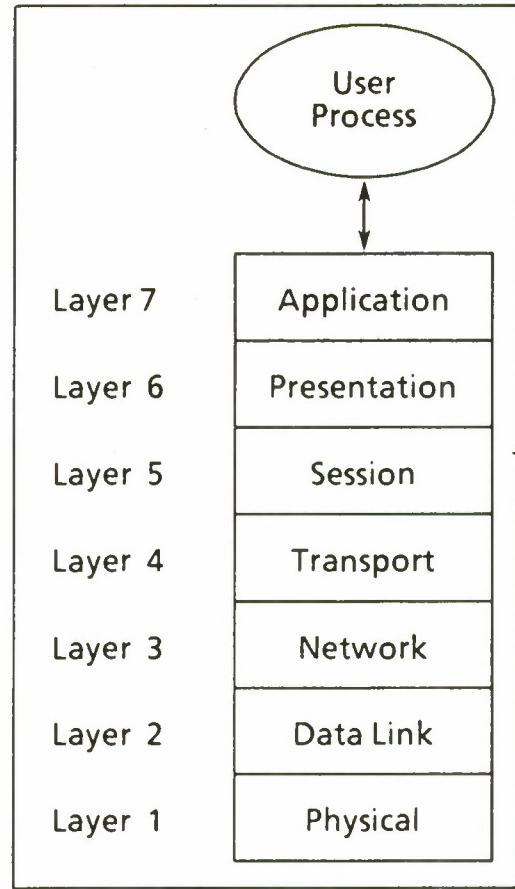 User
Process
Layer 7 Application
Layer 6 Presentation
Layer 5 Session
Layer 4 Transport
Layer 3 Network
Layer 2 Data Link
Layer 1 Physical